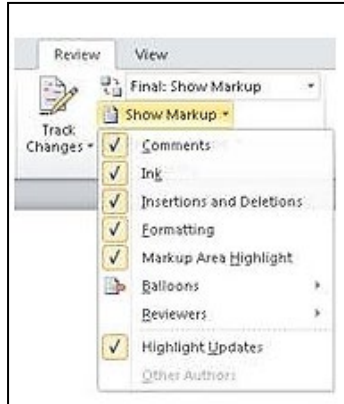 Review View
Final: Show Markup
Show Markup
Track
Changes
Comments
Ink
Insertions and Deletions
Formatting
Markup Area Highlight
Balloons
Reviewers
Highlight Updates
Other Authors